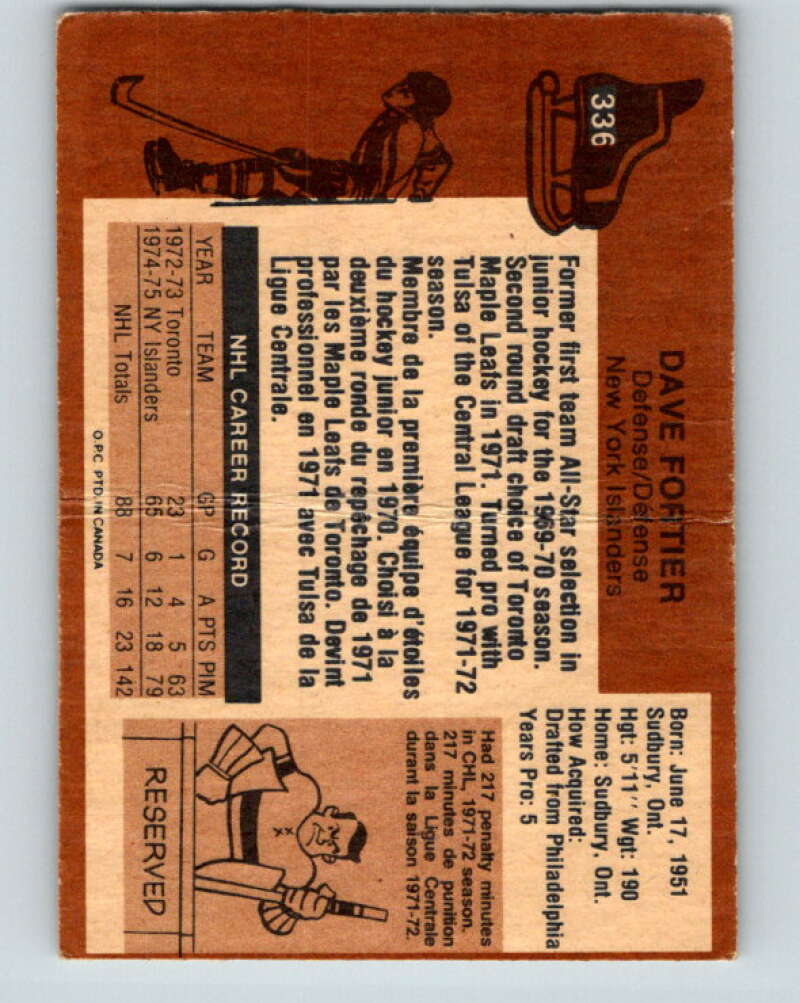 336
DAVE FORTIER
Defense/Défense
New York Islanders
Born: June 17, 1951
Sudbury, Ont.
Hgt: 5'11" Wgt: 190
Home: Sudbury, Ont.
How Acquired:
Drafted from Philadelphia
Years Pro: 5
Former first team All-Star selection in
junior hockey for the 1969-70 season.
Second round draft choice of Toronto
Maple Leafs in 1971. Turned pro with
Tulsa of the Central League for 1971-72
season.
Membre de la première équipe d'étoiles
du hockey junior en 1970. Choisi à la
deuxième ronde du repêchage de 1971
par les Maple Leafs de Toronto. Devint
professionnel en 1971 avec Tulsa de la
Ligue Centrale.
NHL CAREER RECORD
YEAR TEAM GP G A PTS PIM
1972-73 Toronto 23 1 4 5 63
1974-75 NY Islanders 65 6 12 18 79
NHL Totals 88 7 16 23 142
O.P.C. PTD. IN CANADA
Had 217 penalty minutes
in CHL, 1971-72 season.
217 minutes de punition
dans la Ligue Centrale
durant la saison 1971-72.
RESERVED